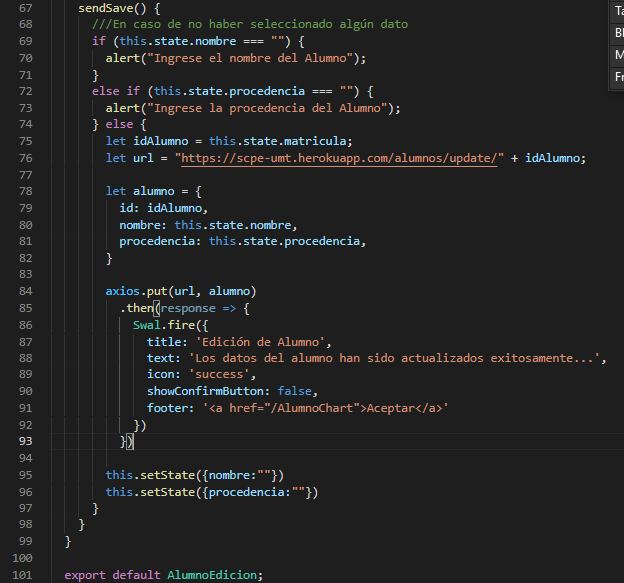 67 sendSave() {
68 ///En caso de no haber seleccionado algún dato
69 if (this.state.nombre === "") {
70 alert("Ingrese el nombre del Alumno");
71 }
72 else if (this.state.procedencia === "") {
73 alert("Ingrese la procedencia del Alumno");
74 } else {
75 let idAlumno = this.state.matricula;
76 let url = "https://scpe-umt.herokuapp.com/alumnos/update/" + idAlumno;
77
78 let alumno = {
79 id: idAlumno,
80 nombre: this.state.nombre,
81 procedencia: this.state.procedencia,
82 }
83
84 axios.put(url, alumno)
85 .then(response => {
86 Swal.fire({
87 title: 'Edición de Alumno',
88 text: 'Los datos del alumno han sido actualizados exitosamente...',
89 icon: 'success',
90 showConfirmButton: false,
91 footer: '<a href="/AlumnoChart">Aceptar</a>'
92 })
93 })
94
95 this.setState({nombre:""})
96 this.setState({procedencia:""})
97 }
98 }
99 }
100
101 export default AlumnoEdicion;